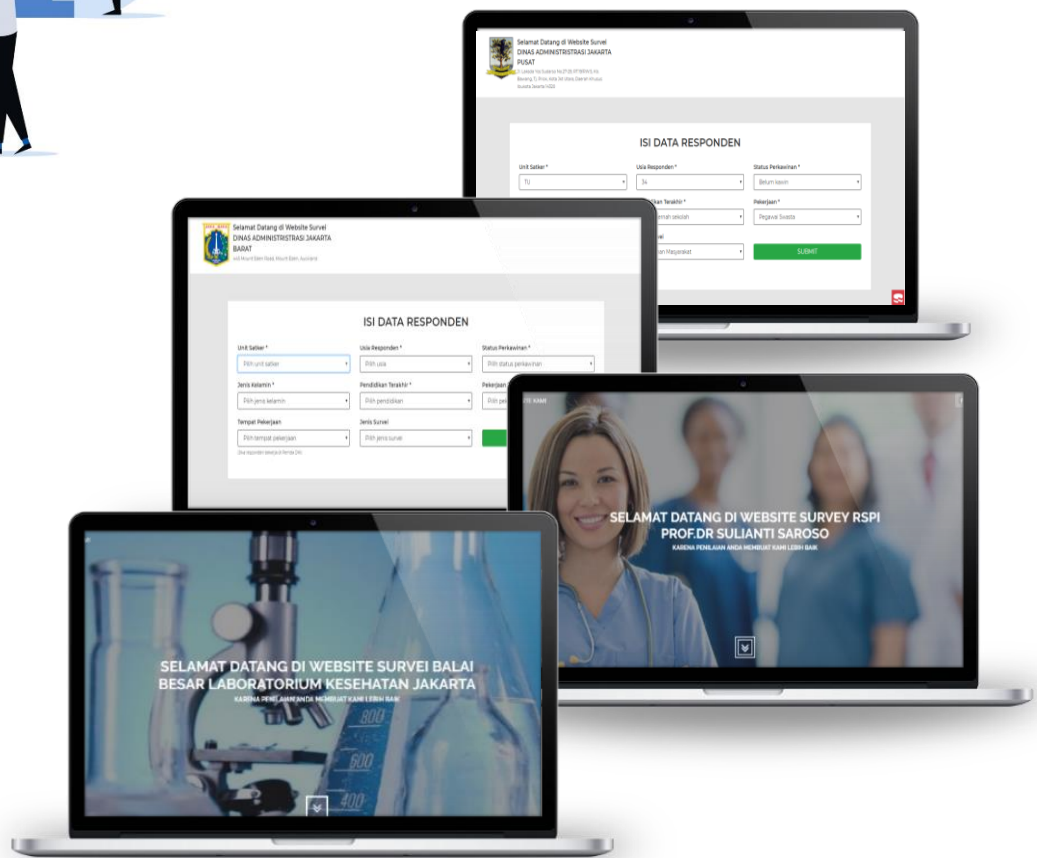 Selamat Datang di Website Survei
DINAS ADMINISTRISTRASI JAKARTA
PUSAT
ISI DATA RESPONDEN
Unit Satker *
Usia Responden *
Status Perkawinan *
TU
34
Belum kawin
Terakhir *
Pekerjaan *
sekolah
Pegawai Swasta
Masyarakat
SUBMIT
Selamat Datang di Website Survei
DINAS ADMINISTRISTRASI JAKARTA
BARAT
ISI DATA RESPONDEN
Unit Satker *
Usia Responden *
Status Perkawinan *
Pilih unit satker
Pilih usia
Pilih status perkawinan
Jenis Kelamin *
Pendidikan Terakhir *
Pekerjaan
Pilih jenis kelamin
Pilih pendidikan
Pilih
Tempat Pekerjaan
Jenis Survei
Pilih tempat pekerjaan
Pilih jenis survei
KAMI
SELAMAT DATANG DI WEBSITE SURVEY RSPI
PROF.DR SULIANTI SAROSO
KARENA PENILAIAN ANDA MEMBUAT KAMI LEBIH BAIK
SELAMAT DATANG DI WEBSITE SURVEI BALAI
BESAR LABORATORIUM KESEHATAN JAKARTA
KARENA PENILAIAN ANDA MEMBUAT KAMI LEBIH BAIK
800
600
400